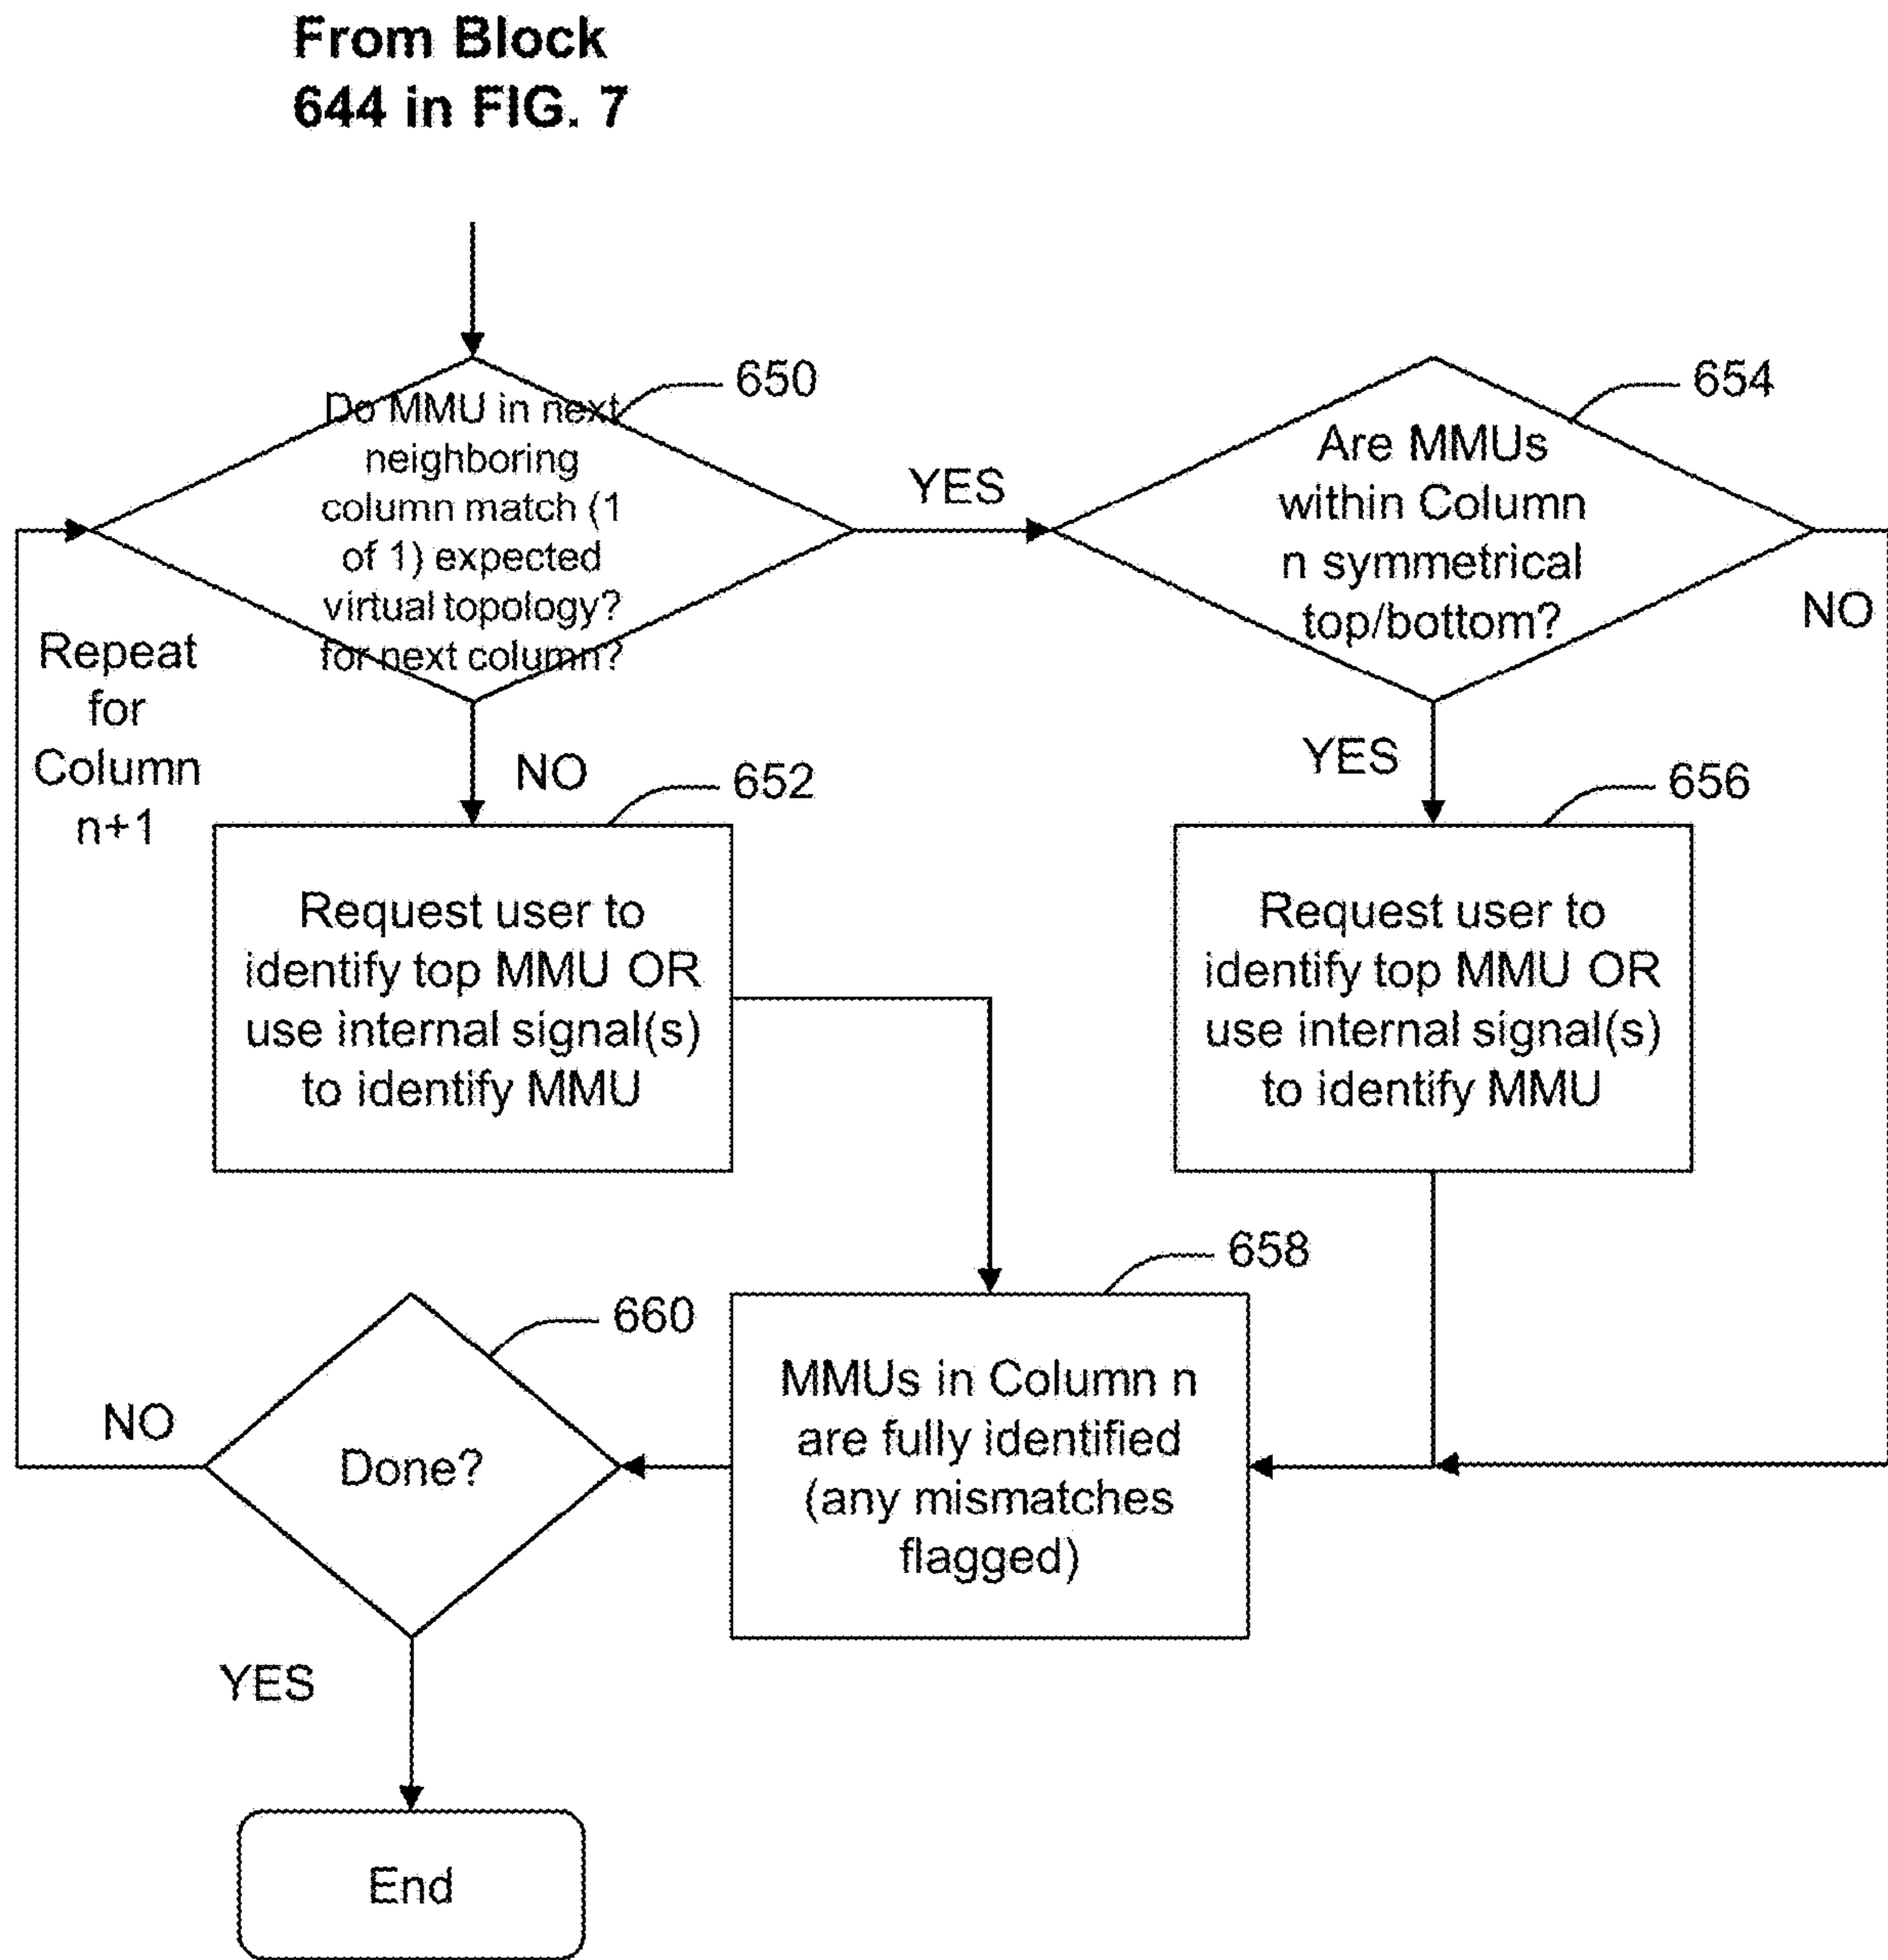 From Block
644 in FIG. 7
650
Do MMU in next
neighboring
column match (1
of 1) expected
virtual topology?
for next column?
YES
654
Are MMUs
within Column
n symmetrical
top/bottom?
NO
Repeat
for
Column
n+1
NO
652
Request user to
identify top MMU OR
use internal signal(s)
to identify MMU
YES
656
Request user to
identify top MMU OR
use internal signal(s)
to identify MMU
658
MMUs in Column n
are fully identified
(any mismatches
flagged)
660
Done?
NO
YES
End